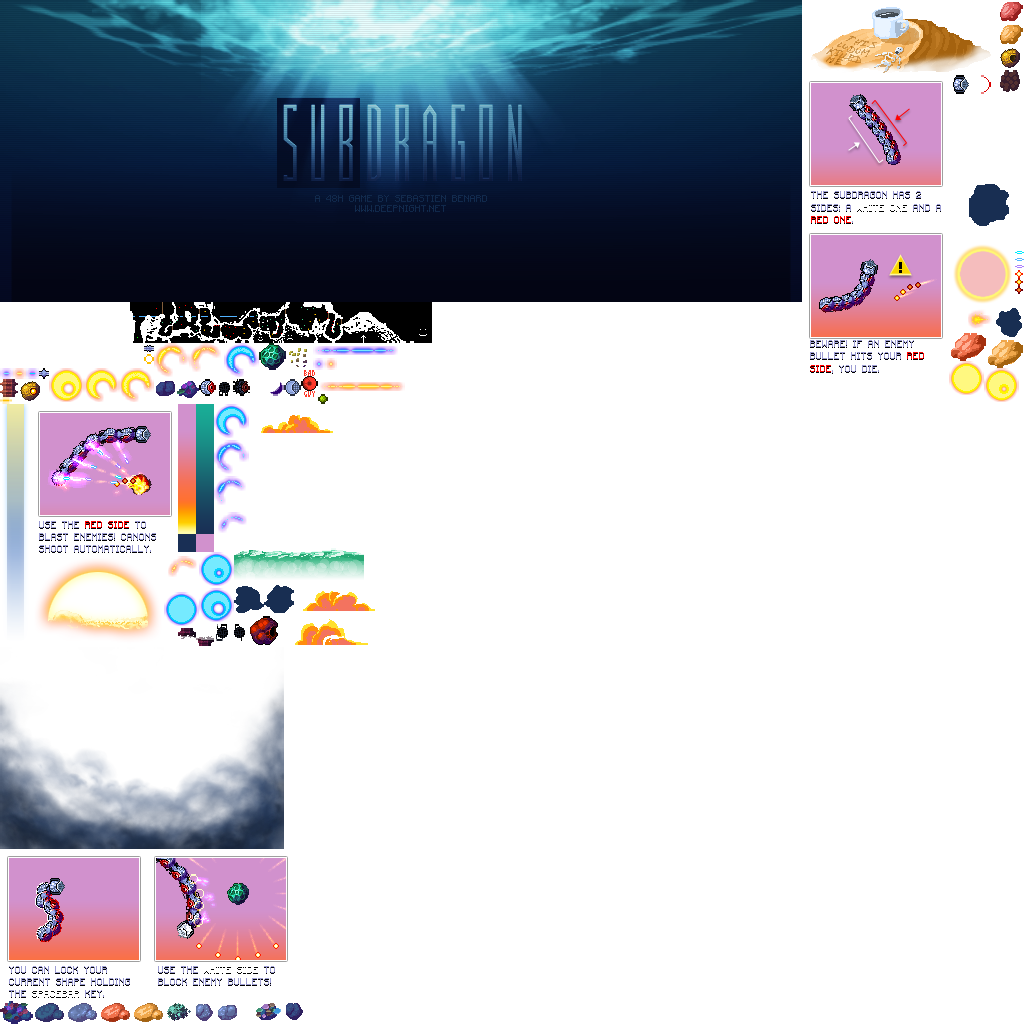 SUBDRAGON
A 48H GAME BY SEBASTIEN BENARD
WWW.DEEPNIGHT.NET
THE SUBDRAGON HAS 2
SIDES: A WHITE ONE AND A
RED ONE.
BEWARE! IF AN ENEMY
BULLET HITS YOUR RED
SIDE, YOU DIE.
BAD
GUY
USE THE RED SIDE TO
BLAST ENEMIES! CANONS
SHOOT AUTOMATICALLY.
YOU CAN LOCK YOUR
CURRENT SHAPE HOLDING
THE SPACEBAR KEY.
USE THE WHITE SIDE TO
BLOCK ENEMY BULLETS!